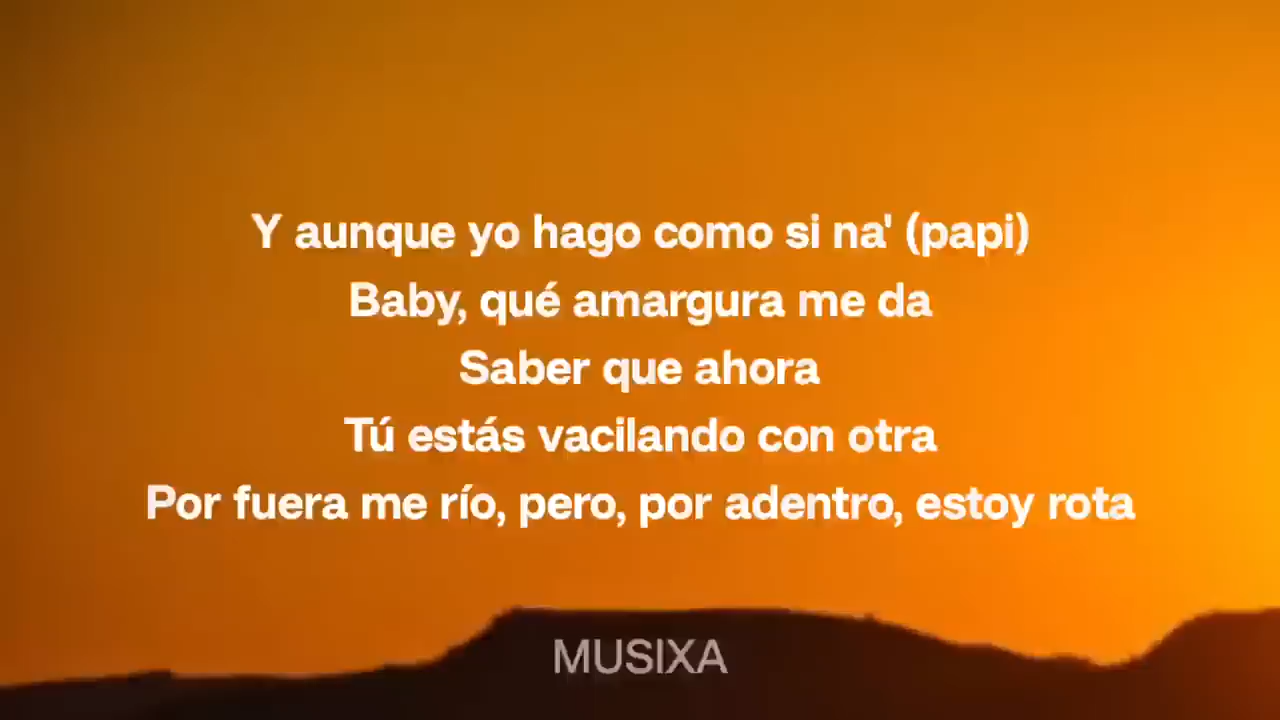 Y aunque yo hago como si na' (papi)
Baby, qué amargura me da
Saber que ahora
Tú estás vacilando con otra
Por fuera me río, pero, por adentro, estoy rota
MUSIXA